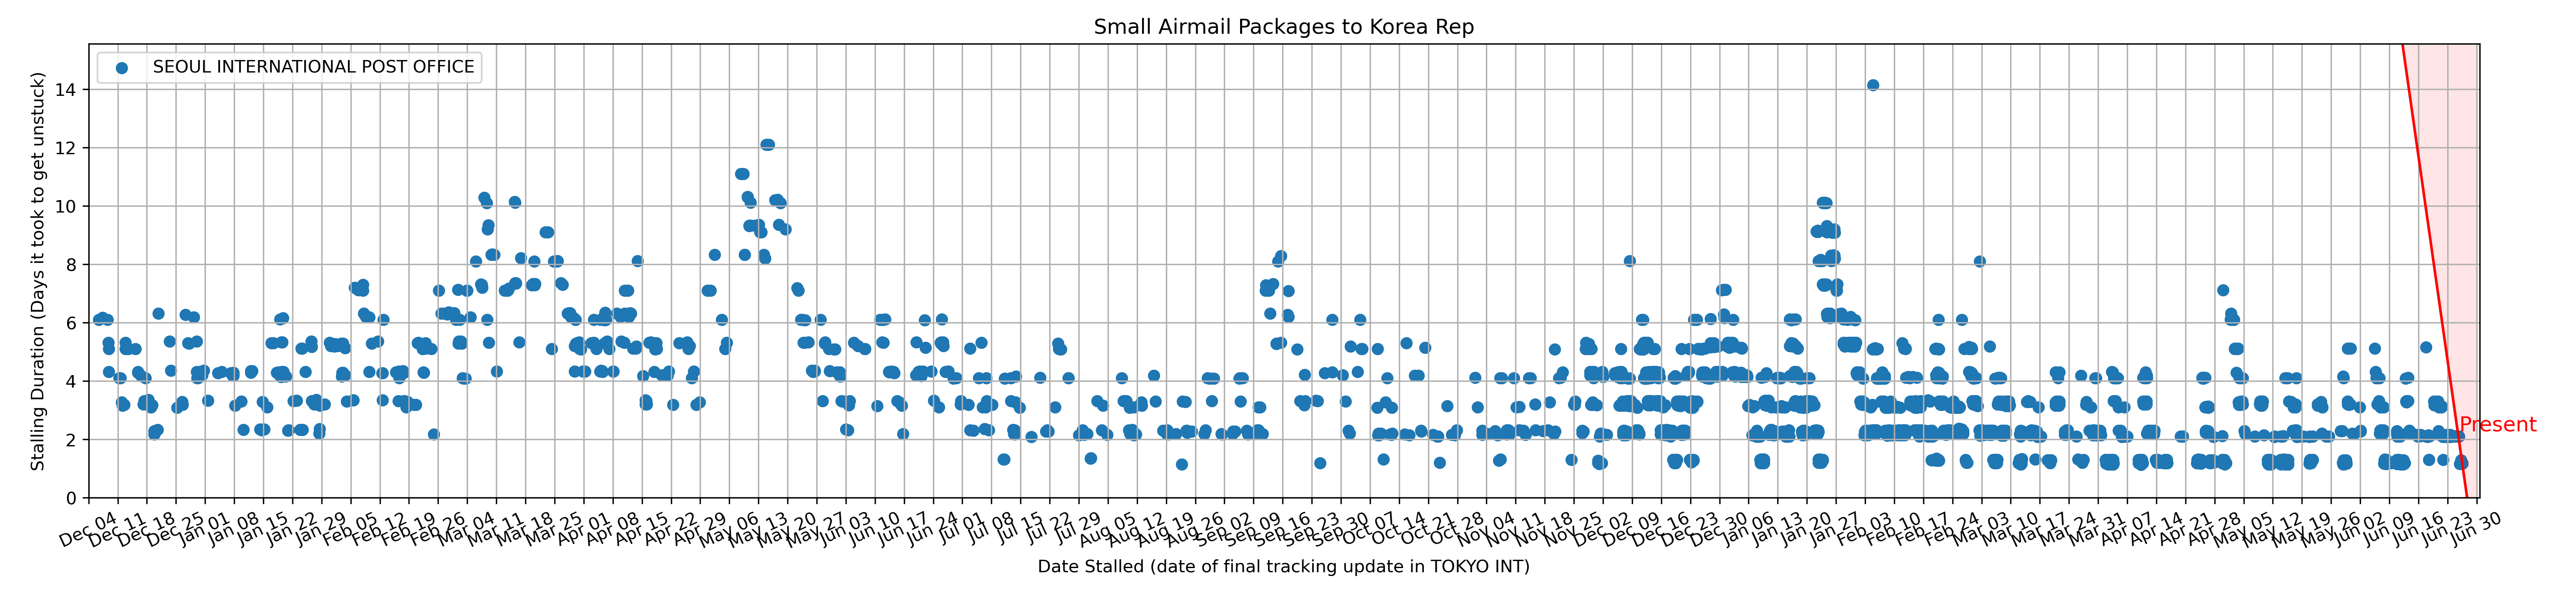 Small Airmail Packages to Korea Rep
SEOUL INTERNATIONAL POST OFFICE
Stalling Duration (Days it took to get unstuck)
14
12
10
8
6
4
2
0
Present
Dec 04
Dec 11
Dec 18
Dec 25
Jan 01
Jan 08
Jan 15
Jan 22
Jan 29
Feb 05
Feb 12
Feb 19
Feb 26
Mar 04
Mar 11
Mar 18
Mar 25
Apr 01
Apr 08
Apr 15
Apr 22
Apr 29
May 06
May 13
May 20
May 27
Jun 03
Jun 10
Jun 17
Jun 24
Jul 01
Jul 08
Jul 15
Jul 22
Jul 29
Aug 05
Aug 12
Aug 19
Aug 26
Sep 02
Sep 09
Sep 16
Sep 23
Sep 30
Oct 07
Oct 14
Oct 21
Oct 28
Nov 04
Nov 11
Nov 18
Nov 25
Dec 02
Dec 09
Dec 16
Dec 23
Dec 30
Jan 06
Jan 13
Jan 20
Jan 27
Feb 03
Feb 10
Feb 17
Feb 24
Mar 03
Mar 10
Mar 17
Mar 24
Mar 31
Apr 07
Apr 14
Apr 21
Apr 28
May 05
May 12
May 19
May 26
Jun 02
Jun 09
Jun 16
Jun 23
Jun 30
Date Stalled (date of final tracking update in TOKYO INT)